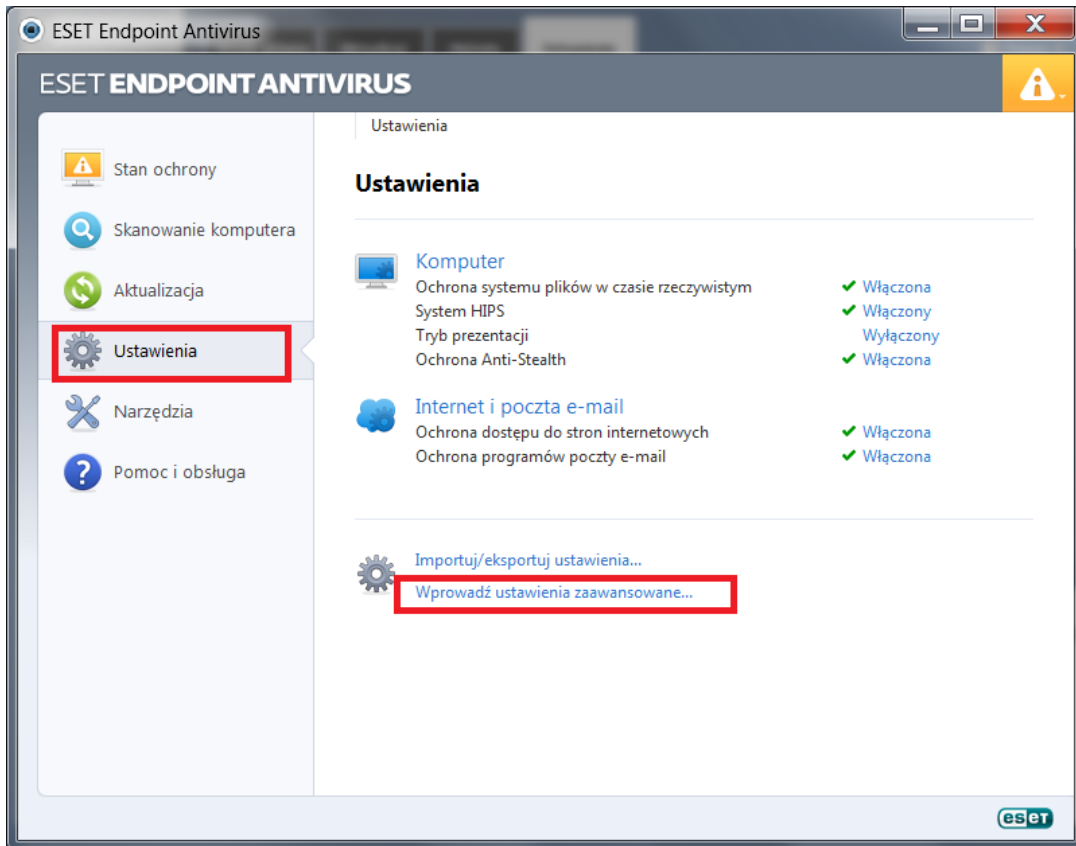 ESET Endpoint Antivirus
ESET ENDPOINT ANTIVIRUS
Stan ochrony
Skanowanie komputera
Aktualizacja
Ustawienia
Narzędzia
Pomoc i obsługa
Ustawienia
Ustawienia
Komputer
Ochrona systemu plików w czasie rzeczywistym Włączona
System HIPS Włączony
Tryb prezentacji Wyłączony
Ochrona Anti-Stealth Włączona
Internet i poczta e-mail
Ochrona dostępu do stron internetowych Włączona
Ochrona programów poczty e-mail Włączona
Importuj/eksportuj ustawienia...
Wprowadź ustawienia zaawansowane...
eset